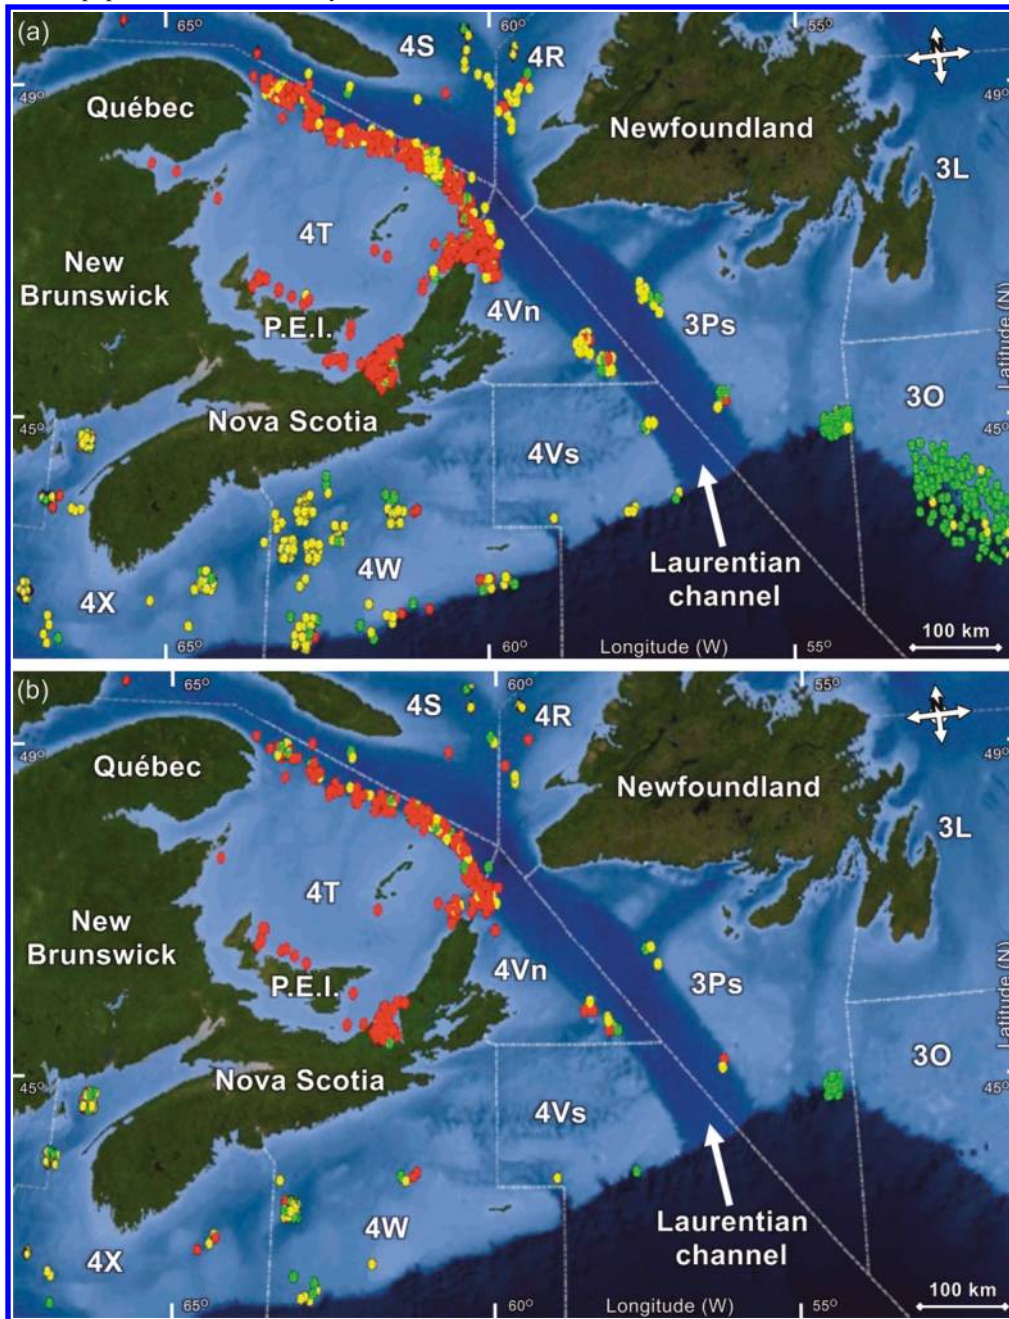 (a)
65°
60°
55°
4S
4R
N
49°
49°
Québec
Newfoundland
3L
4T
New
Brunswick
P.E.I.
4Vn
3Ps
Latitude (N)
Nova Scotia
3O
45°
45°
4Vs
4W
Laurentian
channel
4X
65°
60°
Longitude (W)
55°
100 km
(b)
65°
60°
55°
4S
4R
N
49°
49°
Québec
Newfoundland
3L
4T
New
Brunswick
P.E.I.
4Vn
3Ps
Latitude (N)
Nova Scotia
3O
45°
45°
4Vs
4W
Laurentian
channel
4X
65°
60°
Longitude (W)
55°
100 km